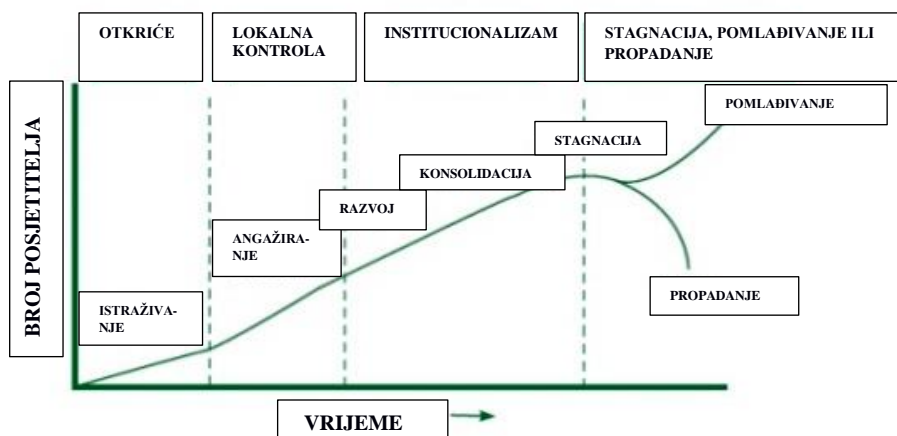 OTKRIĆE
LOKALNA
KONTROLA
INSTITUCIONALIZAM
STAGNACIJA, POMLAĐIVANJE ILI
PROPADANJE
BROJ POSJETITELJA
POMLAĐIVANJE
STAGNACIJA
KONSOLIDACIJA
RAZVOJ
ANGAŽIRA-
NJE
ISTRAŽIVA-
NJE
PROPADANJE
VRIJEME